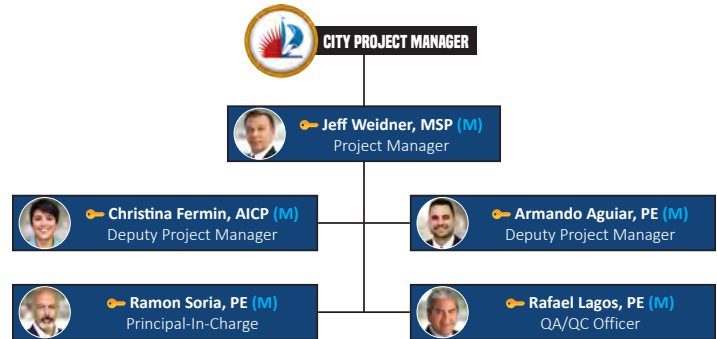 CITY PROJECT MANAGER
Jeff Weidner, MSP (M)
Project Manager
Christina Fermin, AICP (M)
Deputy Project Manager
Armando Aguiar, PE (M)
Deputy Project Manager
Ramon Soria, PE (M)
Principal-In-Charge
Rafael Lagos, PE (M)
QA/QC Officer